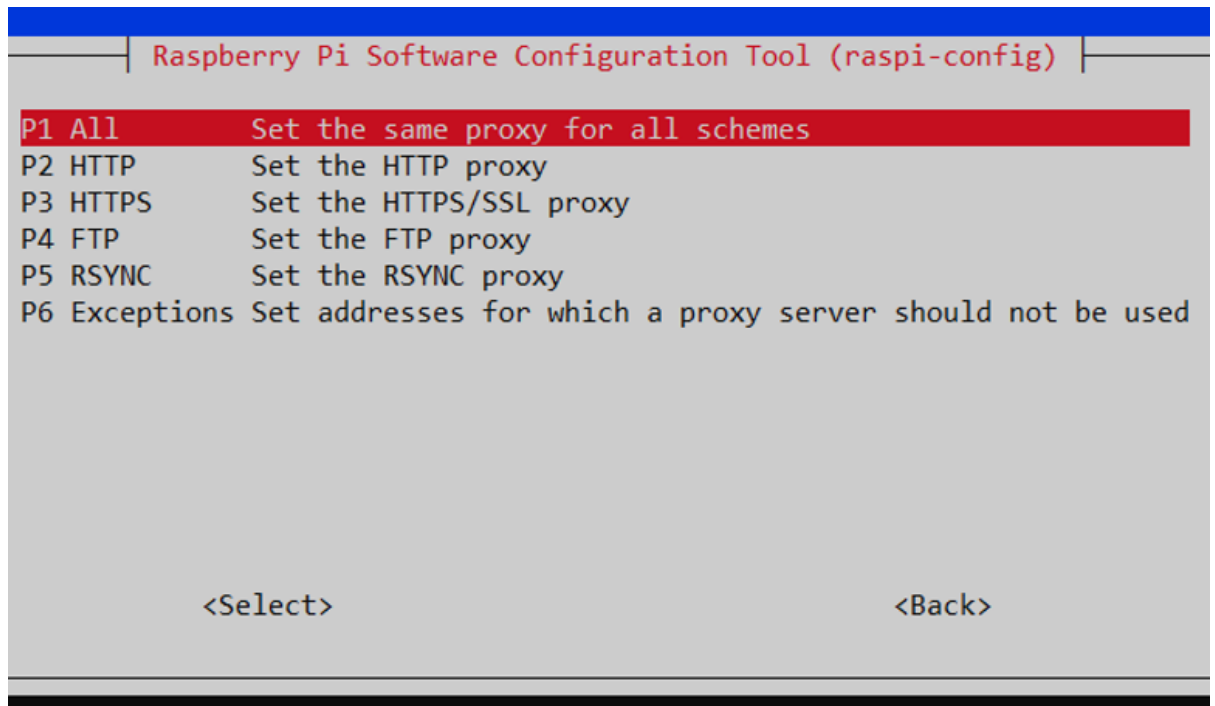 Raspberry Pi Software Configuration Tool (raspi-config)
P1 All Set the same proxy for all schemes
P2 HTTP Set the HTTP proxy
P3 HTTPS Set the HTTPS/SSL proxy
P4 FTP Set the FTP proxy
P5 RSYNC Set the RSYNC proxy
P6 Exceptions Set addresses for which a proxy server should not be used
<Select> <Back>